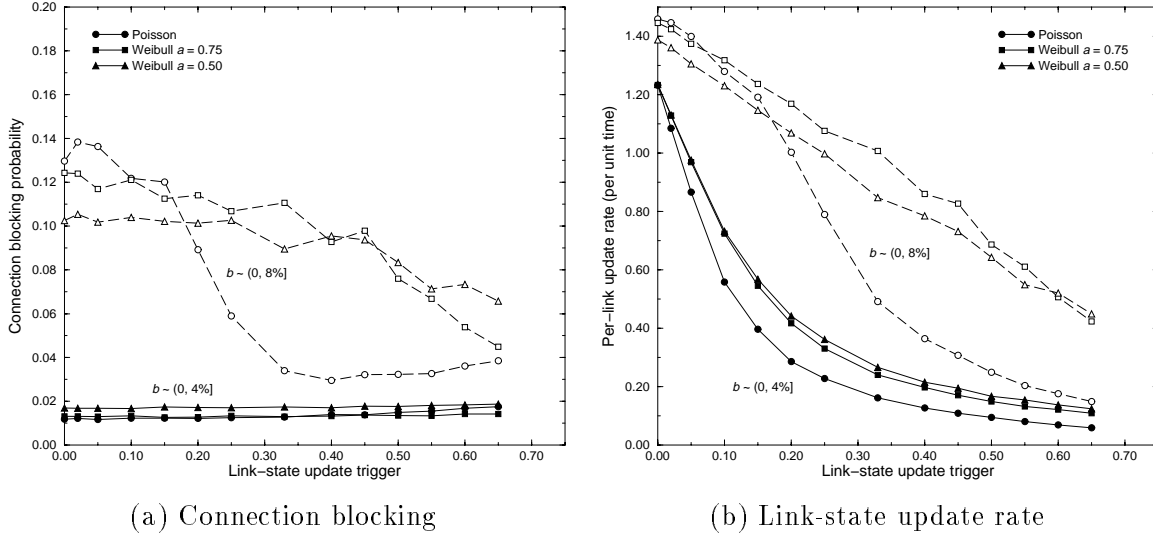 0.20
0.18
0.16
0.14
0.12
0.10
0.08
0.06
0.04
0.02
0.00
Connection blocking probability
Poisson
Weibull a = 0.75
Weibull a = 0.50
b ~ (0, 8%]
b ~ (0, 4%]
0.00 0.10 0.20 0.30 0.40 0.50 0.60 0.70
Link-state update trigger
(a) Connection blocking
1.40
1.20
1.00
0.80
0.60
0.40
0.20
0.00
Per-link update rate (per unit time)
Poisson
Weibull a = 0.75
Weibull a = 0.50
b ~ (0, 8%]
b ~ (0, 4%]
0.00 0.10 0.20 0.30 0.40 0.50 0.60 0.70
Link-state update trigger
(b) Link-state update rate